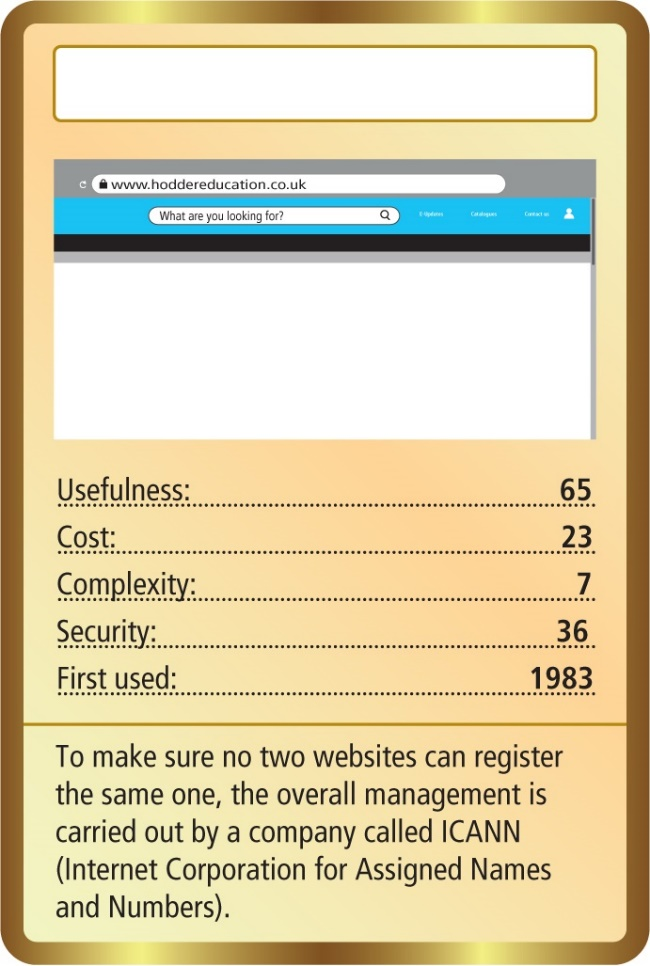 www.hoddereducation.co.uk
What are you looking for?
E-Updates Catalogues Contact us
Usefulness: 65
Cost: 23
Complexity: 7
Security: 36
First used: 1983
To make sure no two websites can register
the same one, the overall management is
carried out by a company called ICANN
(Internet Corporation for Assigned Names
and Numbers).